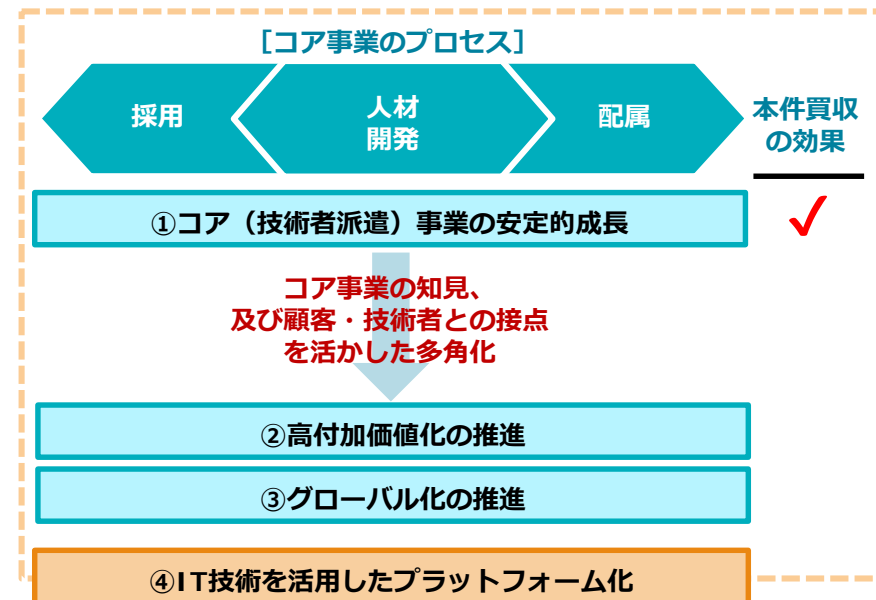 ［コア事業のプロセス］
採用
人材
開発
配属
本件買収
の効果
①コア（技術者派遣）事業の安定的成長
コア事業の知見、
及び顧客・技術者との接点
を活かした多角化
②高付加価値化の推進
③グローバル化の推進
④IT技術を活用したプラットフォーム化